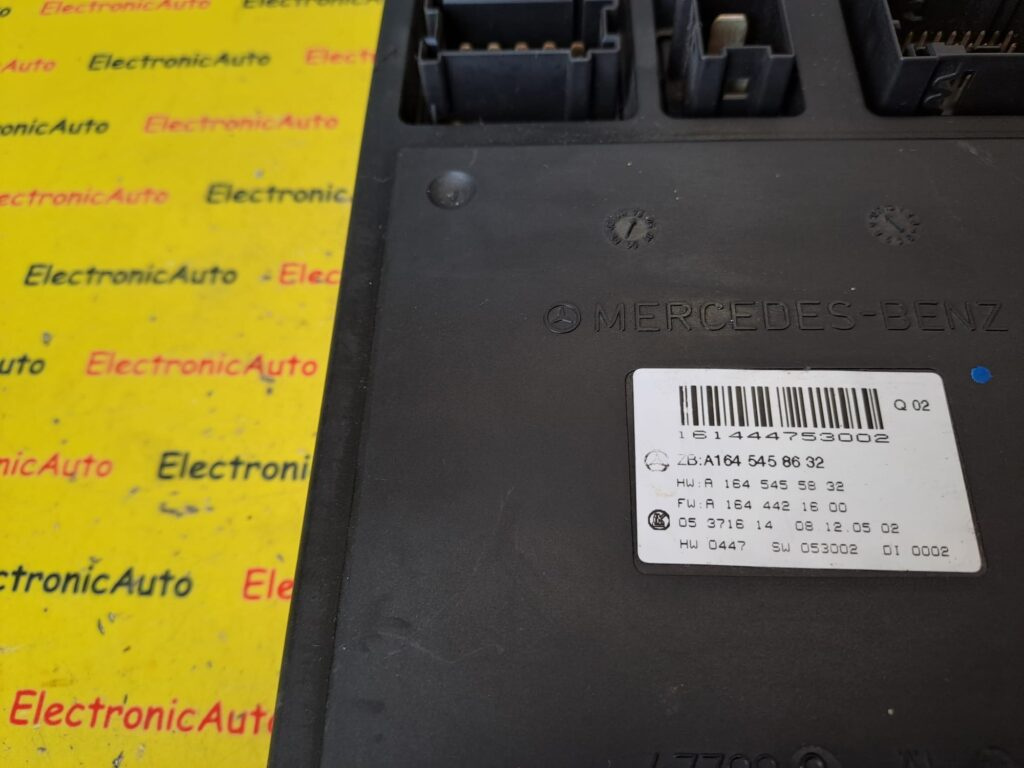 ElectronicAuto
ElectronicAuto
ElectronicAuto
ElectronicAuto
ElectronicAuto
ElectronicAuto
ElectronicAuto
ElectronicAuto
ElectronicAuto
MERCEDES-BENZ
Q 02
161444753002
ZB:A164 545 86 32
HW:A 164 545 58 32
FW:A 164 442 16 00
05 3716 14 08 12.05 02
HW 0447 SW 053002 DI 0002